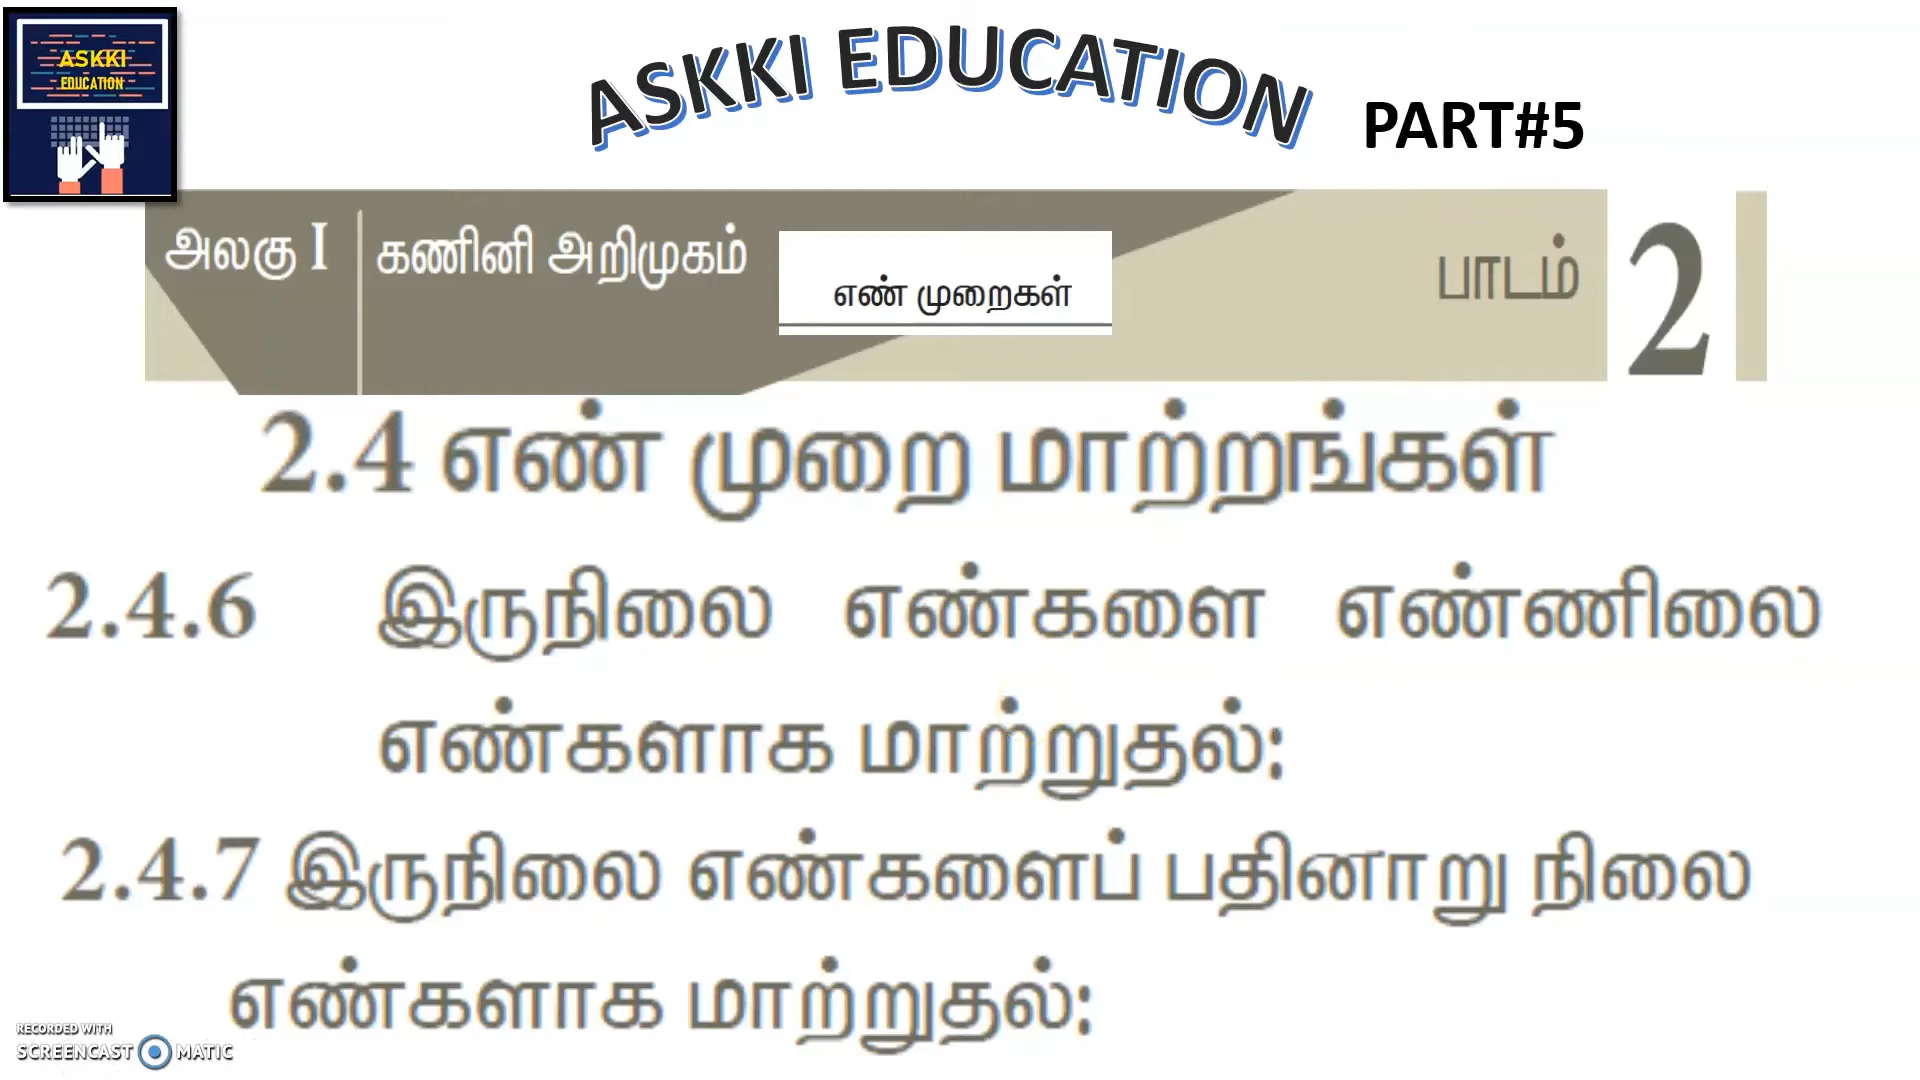 ASKKI
EDUCATION
ASKKI EDUCATION
PART#5
அலகு I
கணினி அறிமுகம்
எண் முறைகள்
பாடம்
2
2.4 எண் முறை மாற்றங்கள்
2.4.6 இருநிலை எண்களை எண்ணிலை
எண்களாக மாற்றுதல்:
2.4.7 இருநிலை எண்களைப் பதினாறு நிலை
எண்களாக மாற்றுதல்:
RECORDED WITH
SCREENCAST MATIC